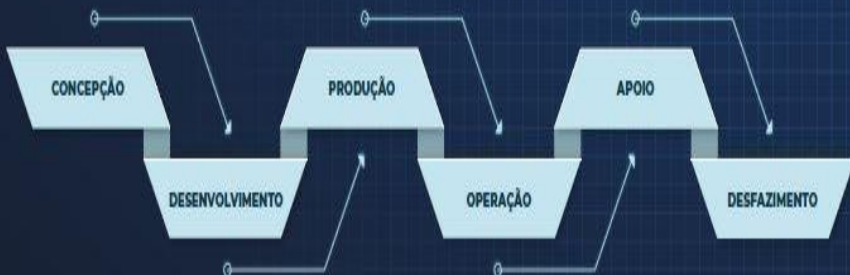 CONCEPÇÃO
DESENVOLVIMENTO
PRODUÇÃO
OPERAÇÃO
APOIO
DESFAZIMENTO